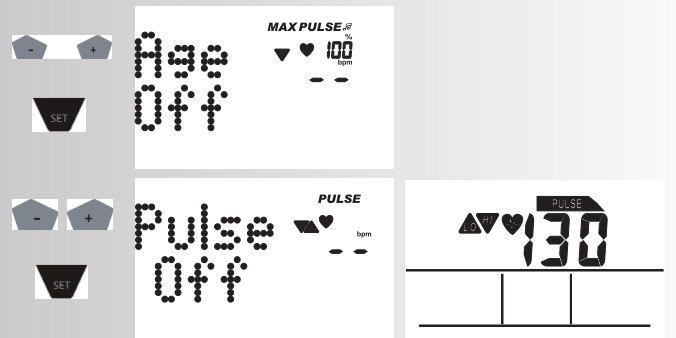 - +
SET
MAX PULSE
%
100
bpm
Age
Off
- -
- +
SET
PULSE
Pulse
bpm
Off
- -
PULSE
LO HI 130